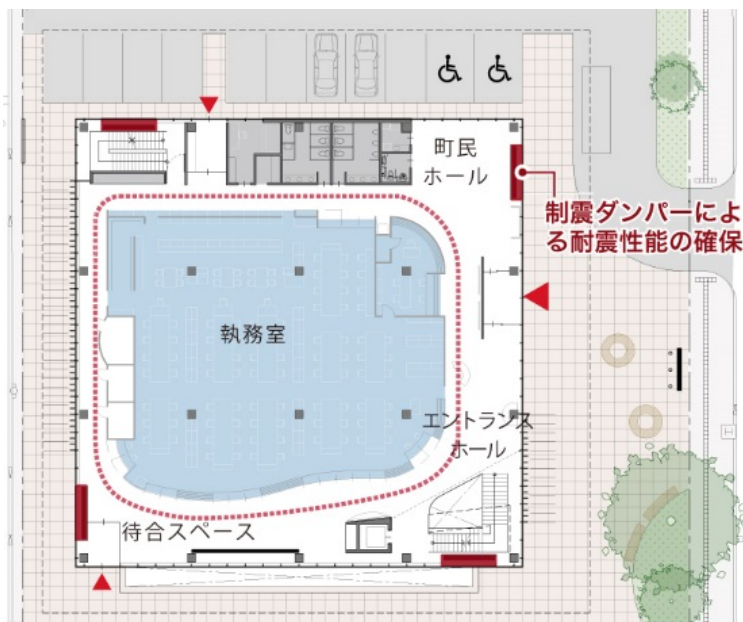 町民
ホール
制震ダンパーによ
る耐震性能の確保
執務室
エントランス
ホール
待合スペース